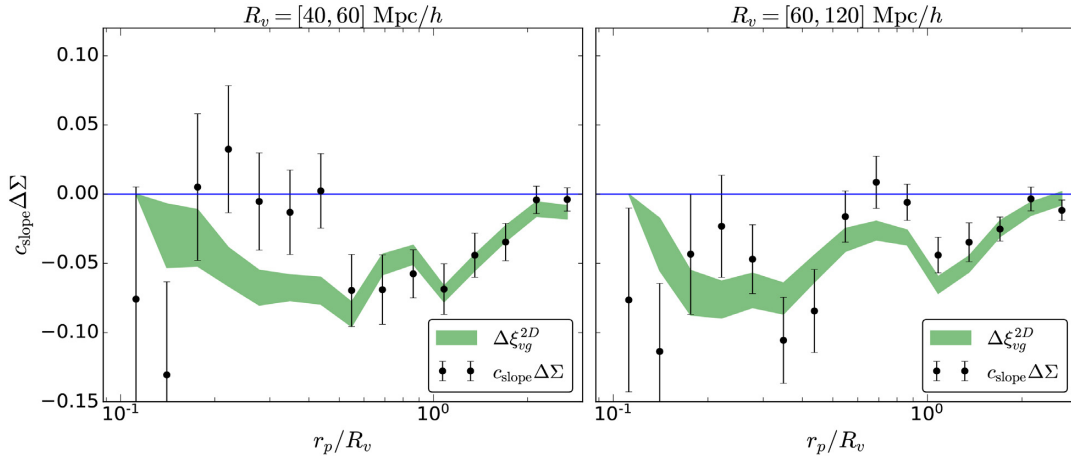 R_v = [40, 60] Mpc/h
R_v = [60, 120] Mpc/h
c_slope ΔΣ
0.10
0.05
0.00
−0.05
−0.10
−0.15
Δξ_vg^2D
c_slope ΔΣ
Δξ_vg^2D
c_slope ΔΣ
10^−1
10^0
10^−1
10^0
r_p/R_v
r_p/R_v